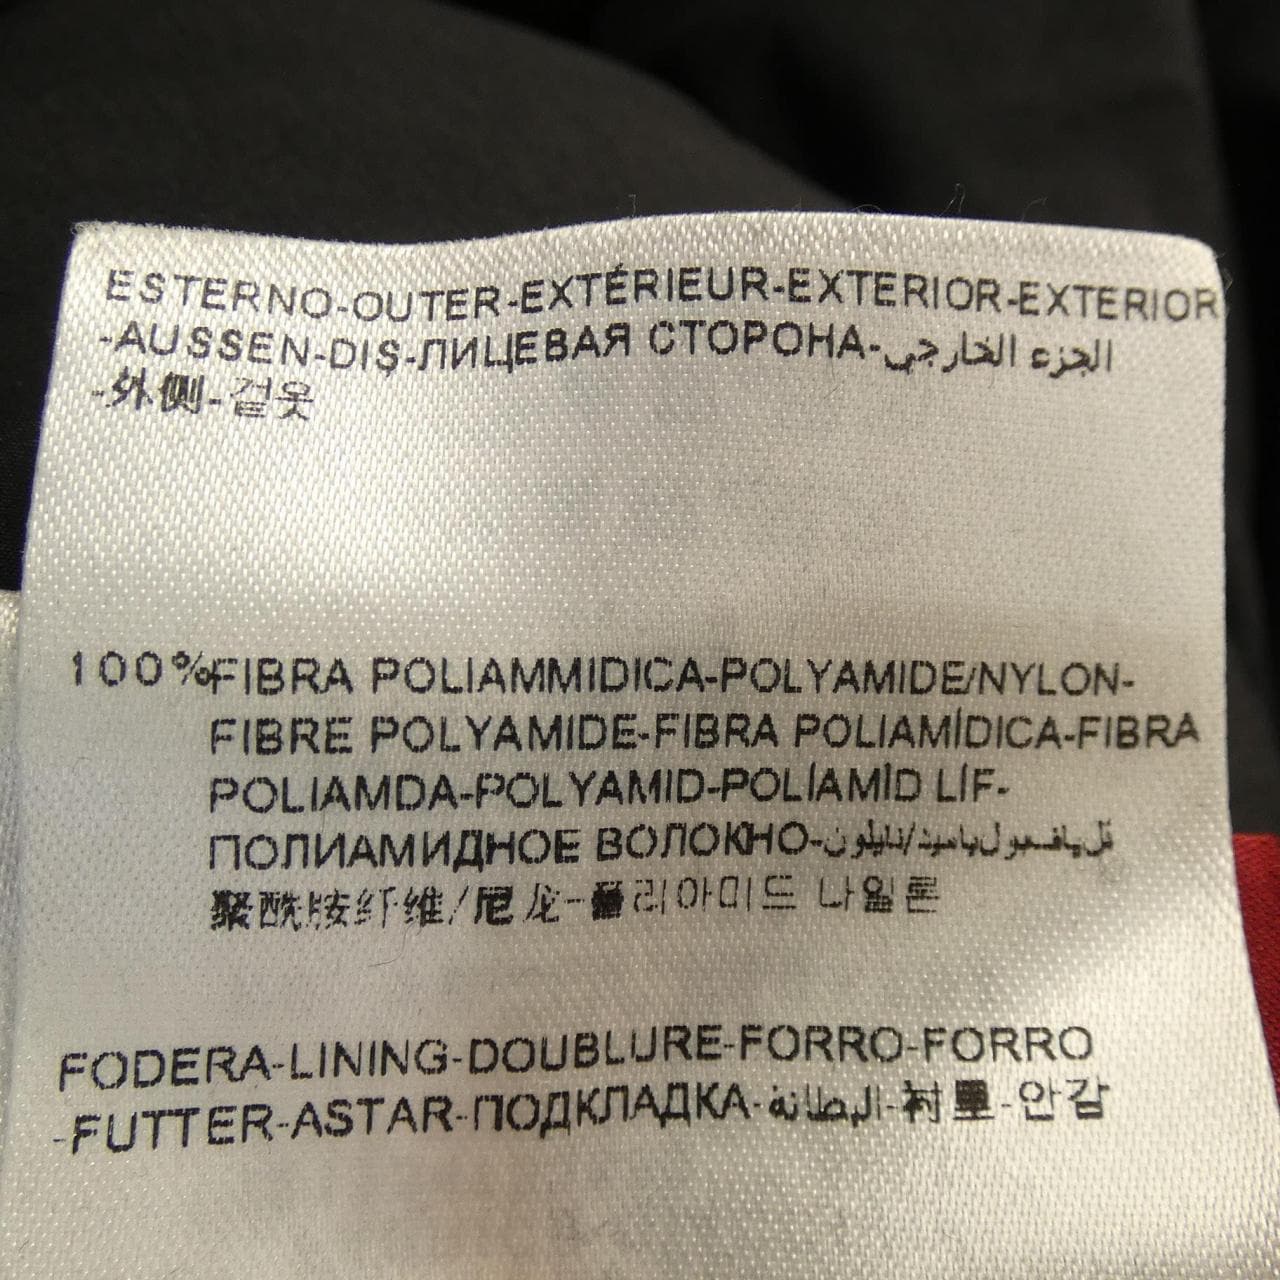 ESTERNO-OUTER-EXTÉRIEUR-EXTERIOR-EXTERIOR
-AUSSEN-DIŞ-ЛИЦЕВАЯ СТОРОНА-الجزء الخارجي
-外侧-겉옷
100%FIBRA POLIAMMIDICA-POLYAMIDE/NYLON-
FIBRE POLYAMIDE-FIBRA POLIAMÍDICA-FIBRA
POLIAMDA-POLYAMID-POLİAMİD LİF-
ПОЛИАМИДНОЕ ВОЛОКНО-
聚酰胺纤维/尼龙-폴리아미드 나일론
FODERA-LINING-DOUBLURE-FORRO-FORRO
-FUTTER-ASTAR-ПОДКЛАДКА-البطانة-衬里-안감